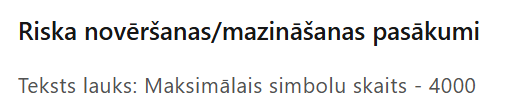 Riska novēršanas/mazināšanas pasākumi
Teksts lauks: Maksimālais simbolu skaits - 4000